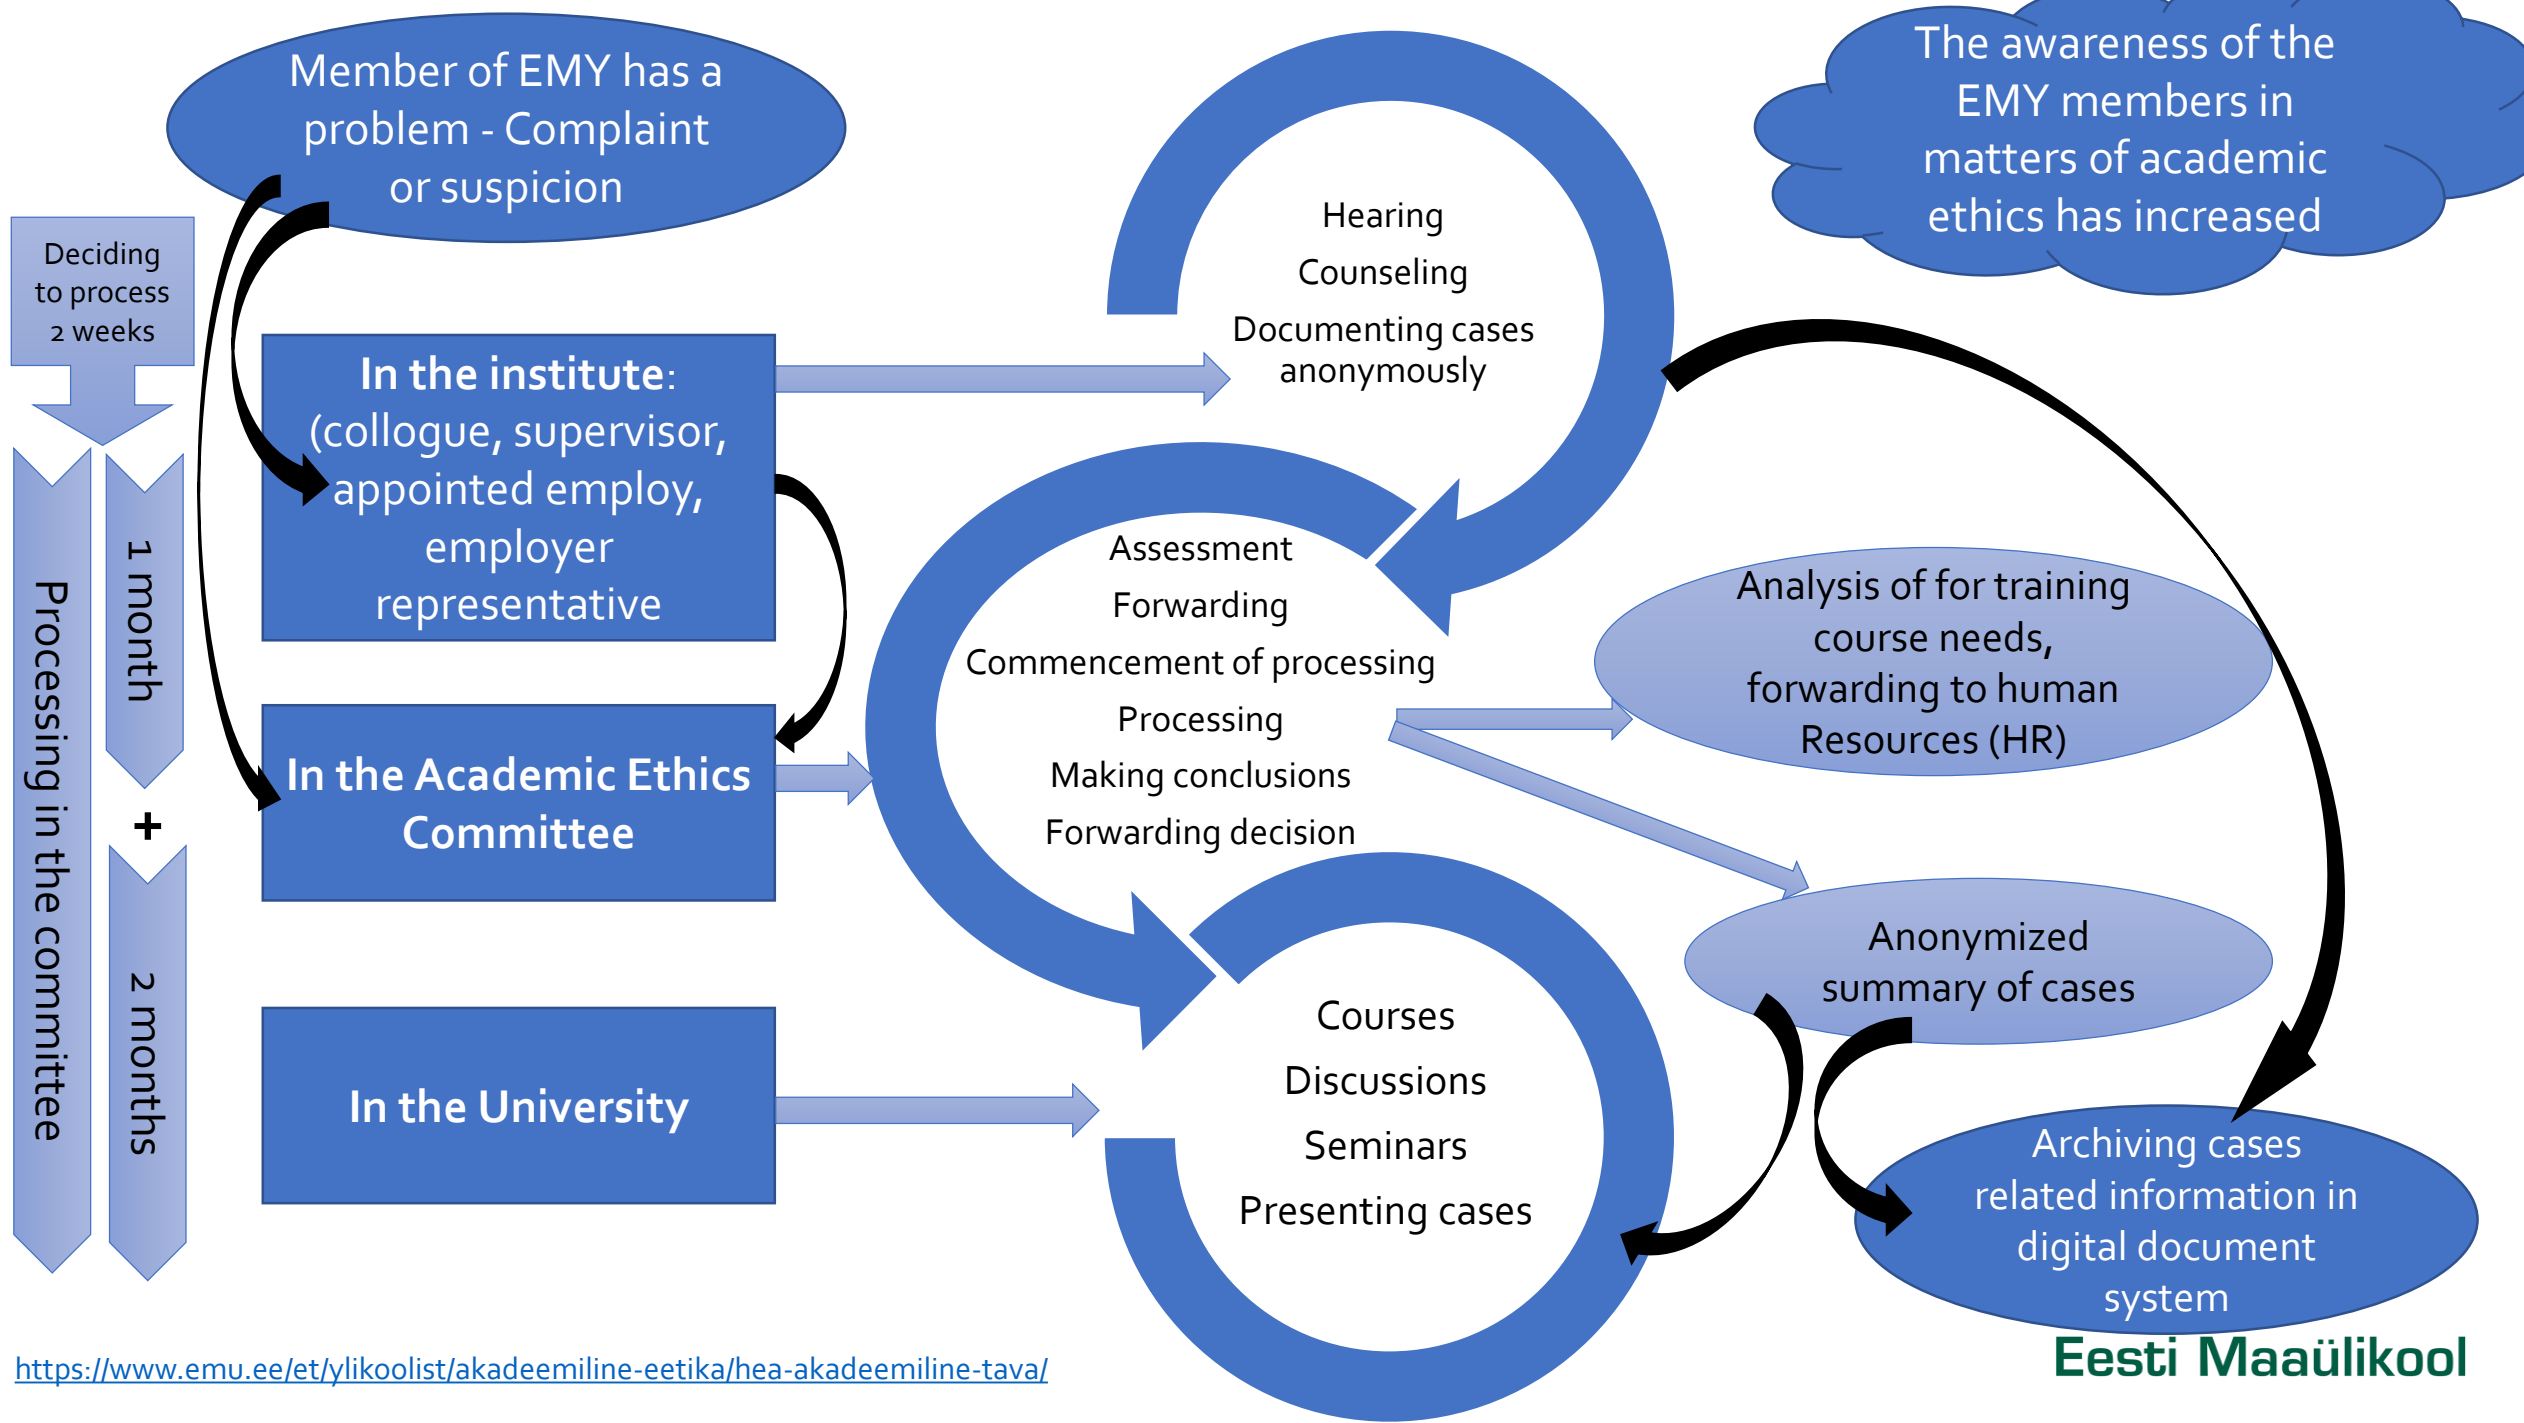 Member of EMY has a
problem - Complaint
or suspicion
The awareness of the
EMY members in
matters of academic
ethics has increased
Deciding
to process
2 weeks
Processing in the committee
1 month
+
2 months
In the institute:
(collogue, supervisor,
appointed employ,
employer
representative
In the Academic Ethics
Committee
In the University
Hearing
Counseling
Documenting cases
anonymously
Assessment
Forwarding
Commencement of processing
Processing
Making conclusions
Forwarding decision
Courses
Discussions
Seminars
Presenting cases
Analysis of for training
course needs,
forwarding to human
Resources (HR)
Anonymized
summary of cases
Archiving cases
related information in
digital document
system
https://www.emu.ee/et/ylikoolist/akadeemiline-eetika/hea-akadeemiline-tava/
Eesti Maaülikool